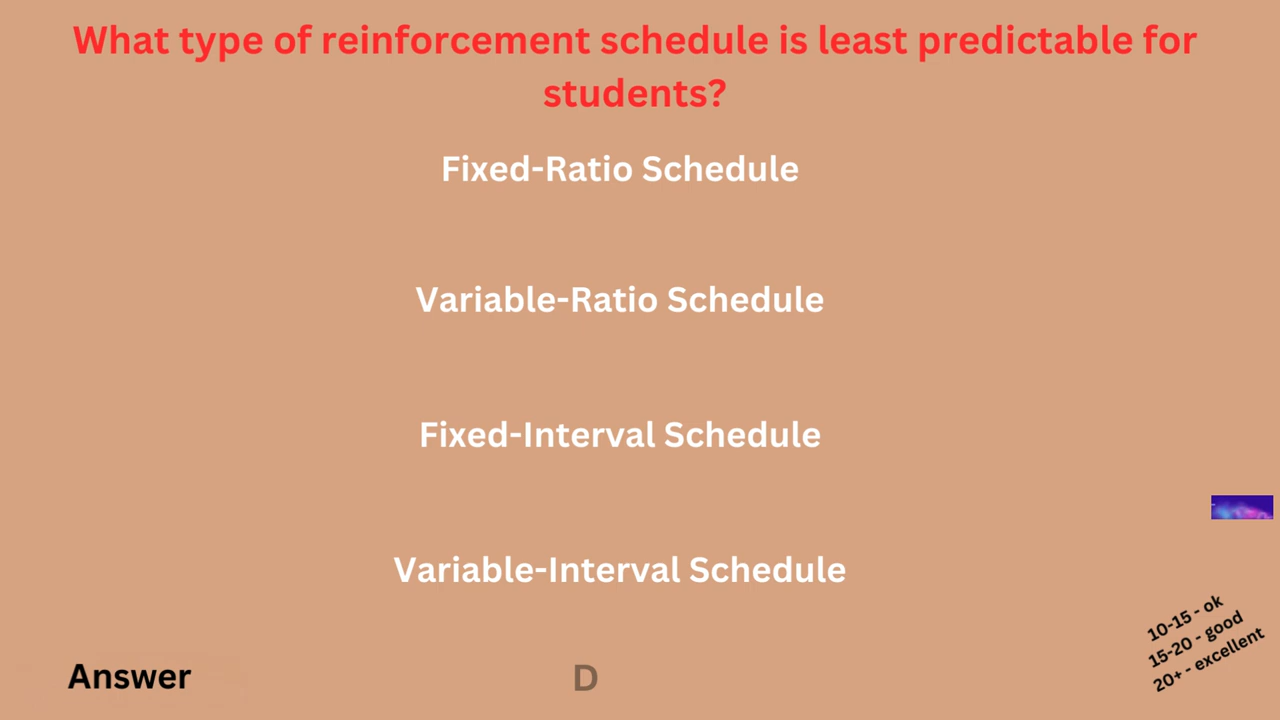 What type of reinforcement schedule is least predictable for
students?
Fixed-Ratio Schedule
Variable-Ratio Schedule
Fixed-Interval Schedule
Variable-Interval Schedule
10-15 - ok
15-20 - good
20+ - excellent
Answer
D